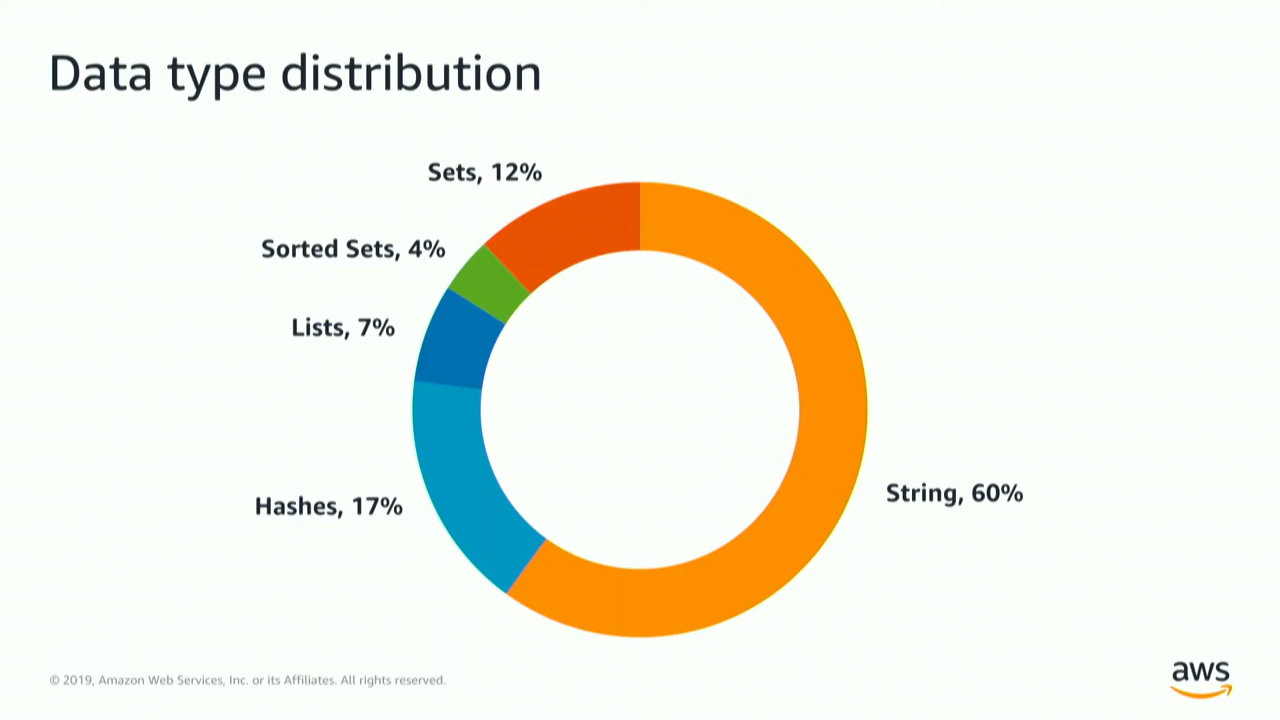 Data type distribution
Sets, 12%
Sorted Sets, 4%
Lists, 7%
Hashes, 17%
String, 60%
© 2019, Amazon Web Services, Inc. or its Affiliates. All rights reserved.
aws